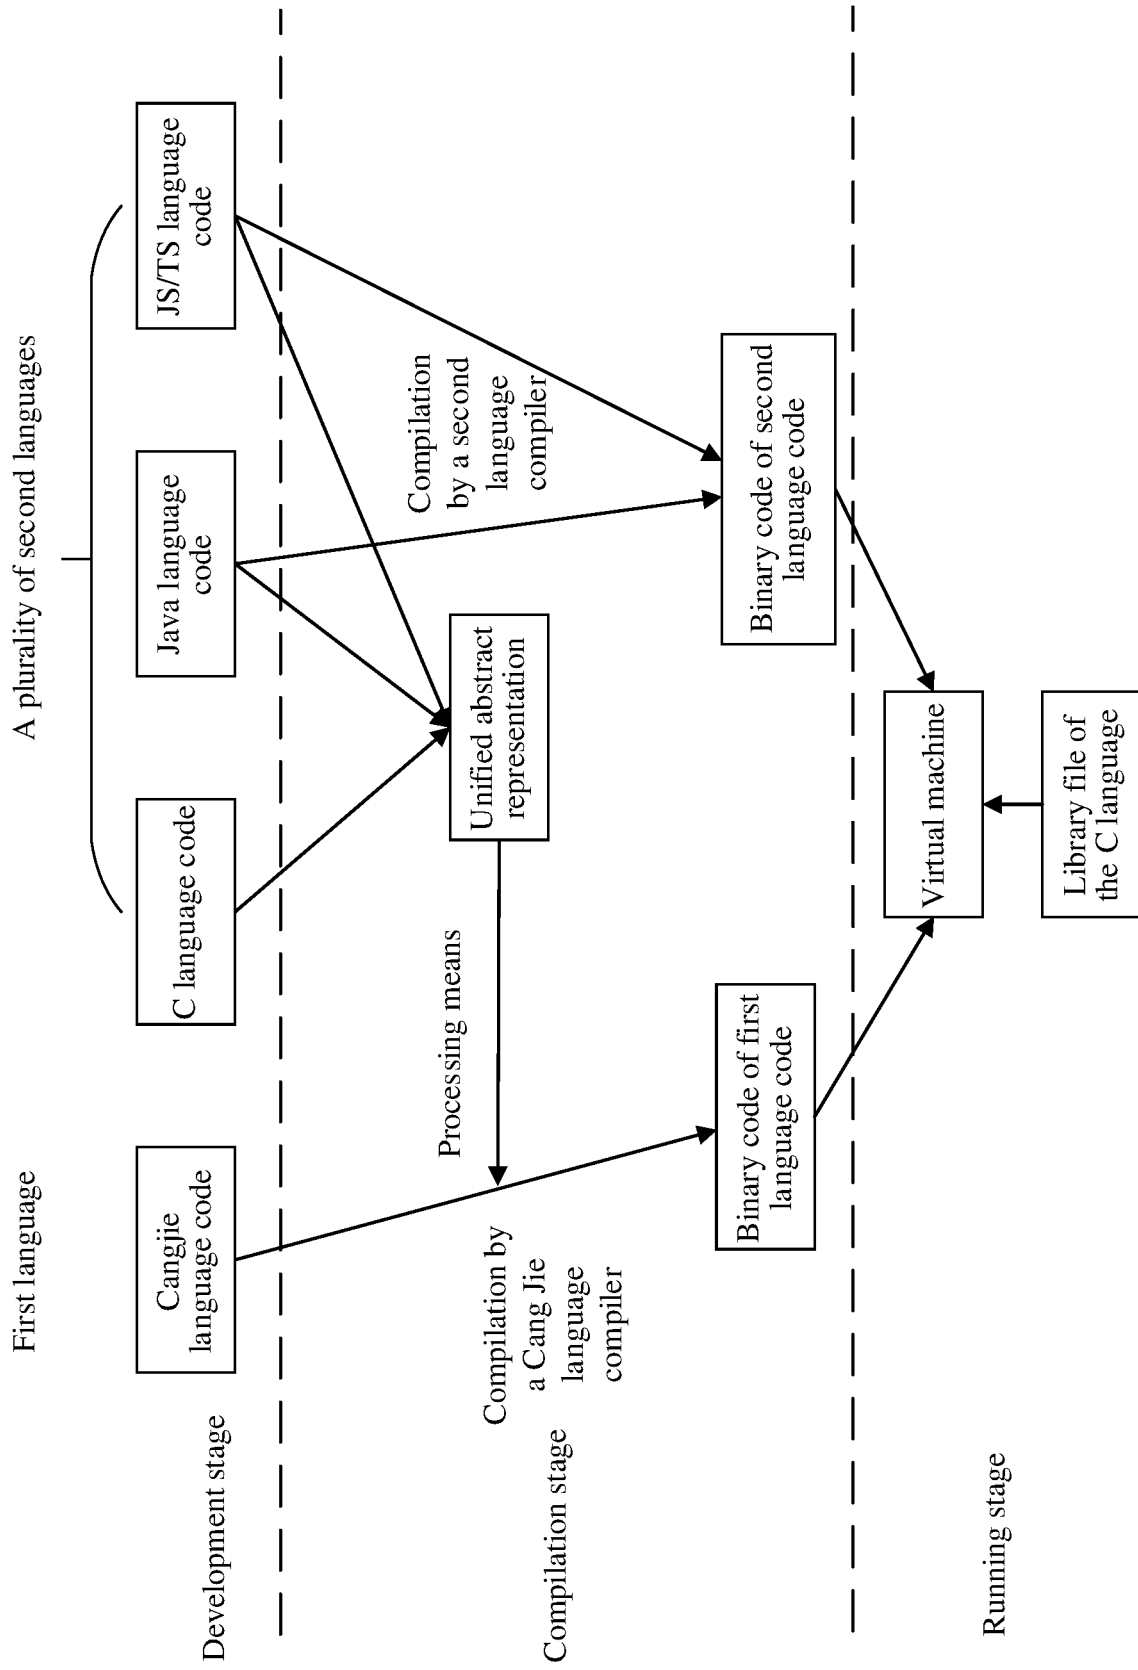 First language
A plurality of second languages
Cangjie
language code
C language code
Java language
code
JS/TS language
code
Development stage
Processing means
Unified abstract
representation
Compilation
by a second
language
compiler
Compilation by
a Cang Jie
language
compiler
Compilation stage
Binary code of first
language code
Binary code of second
language code
Virtual machine
Running stage
Library file of
the C language